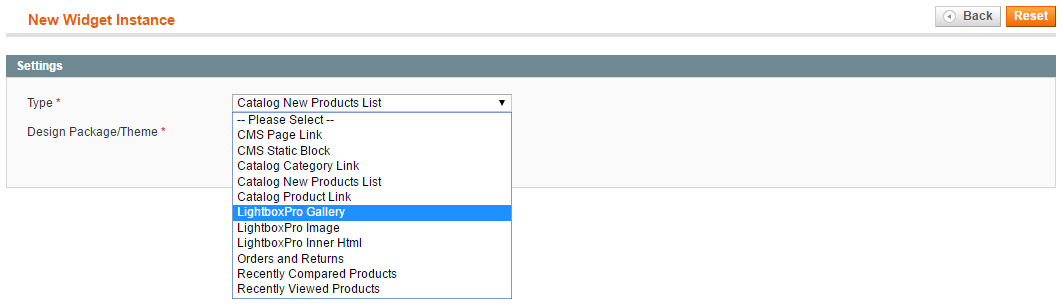 New Widget Instance
Back
Reset
Settings
Type *
Catalog New Products List
Design Package/Theme *
-- Please Select --
CMS Page Link
CMS Static Block
Catalog Category Link
Catalog New Products List
Catalog Product Link
LightboxPro Gallery
LightboxPro Image
LightboxPro Inner Html
Orders and Returns
Recently Compared Products
Recently Viewed Products